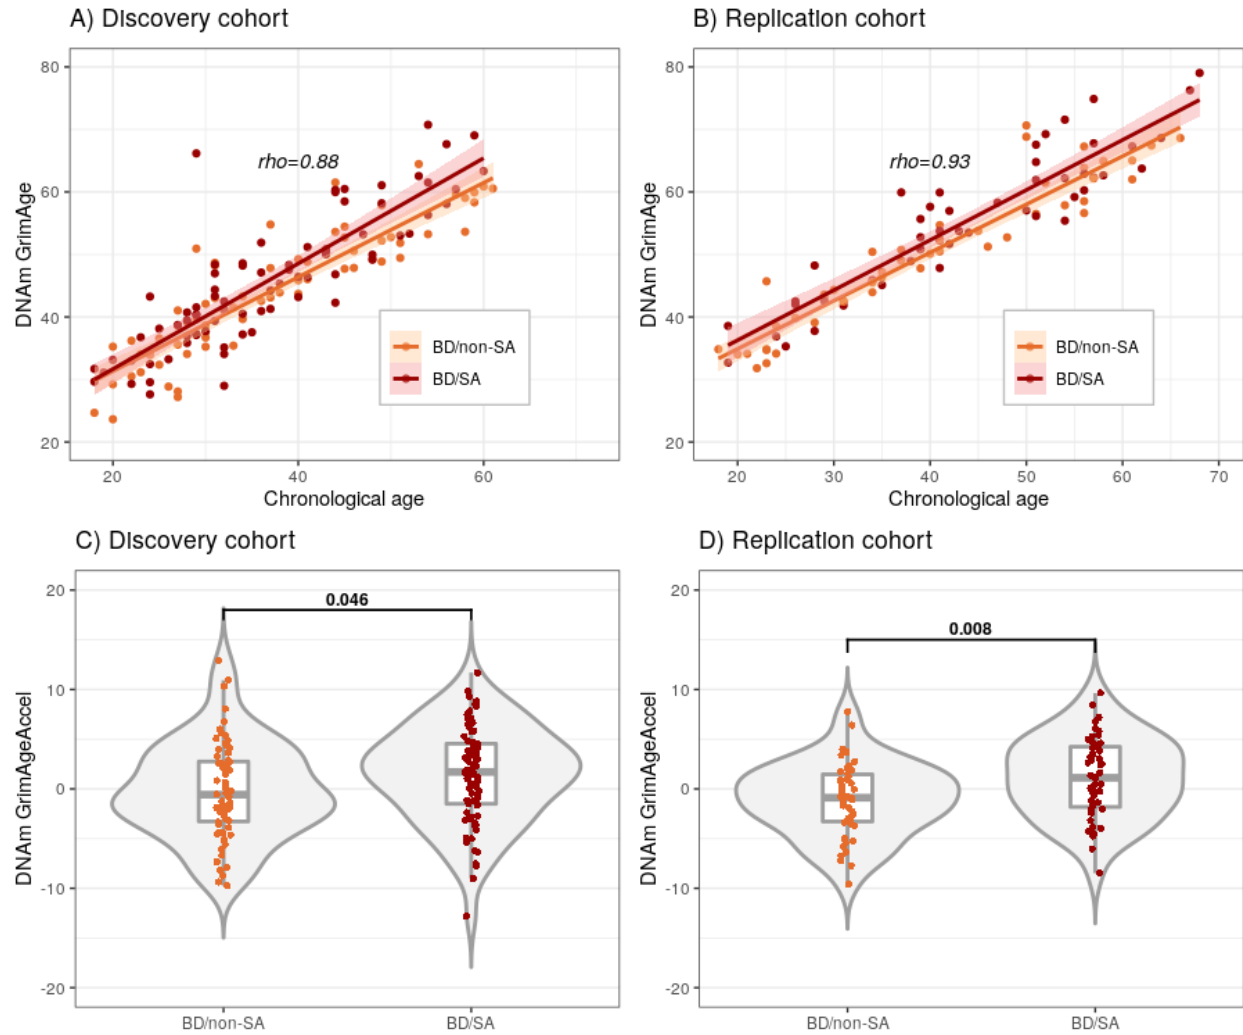 A) Discovery cohort
80
60
40
20
DNAm GrimAge
rho=0.88
BD/non-SA
BD/SA
20 40 60
Chronological age
B) Replication cohort
80
60
40
20
DNAm GrimAge
rho=0.93
BD/non-SA
BD/SA
20 30 40 50 60 70
Chronological age
C) Discovery cohort
20
10
0
-10
-20
DNAm GrimAgeAccel
0.046
BD/non-SA BD/SA
D) Replication cohort
20
10
0
-10
-20
DNAm GrimAgeAccel
0.008
BD/non-SA BD/SA